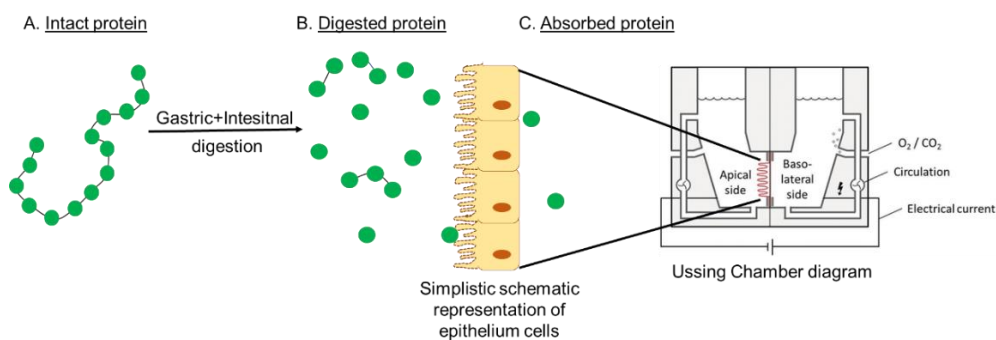 A. Intact protein
B. Digested protein
C. Absorbed protein
Gastric+Intesitnal
digestion
Simplistic schematic
representation of
epithelium cells
Apical
side
Baso-
lateral
side
O₂ / CO₂
Circulation
Electrical current
Ussing Chamber diagram